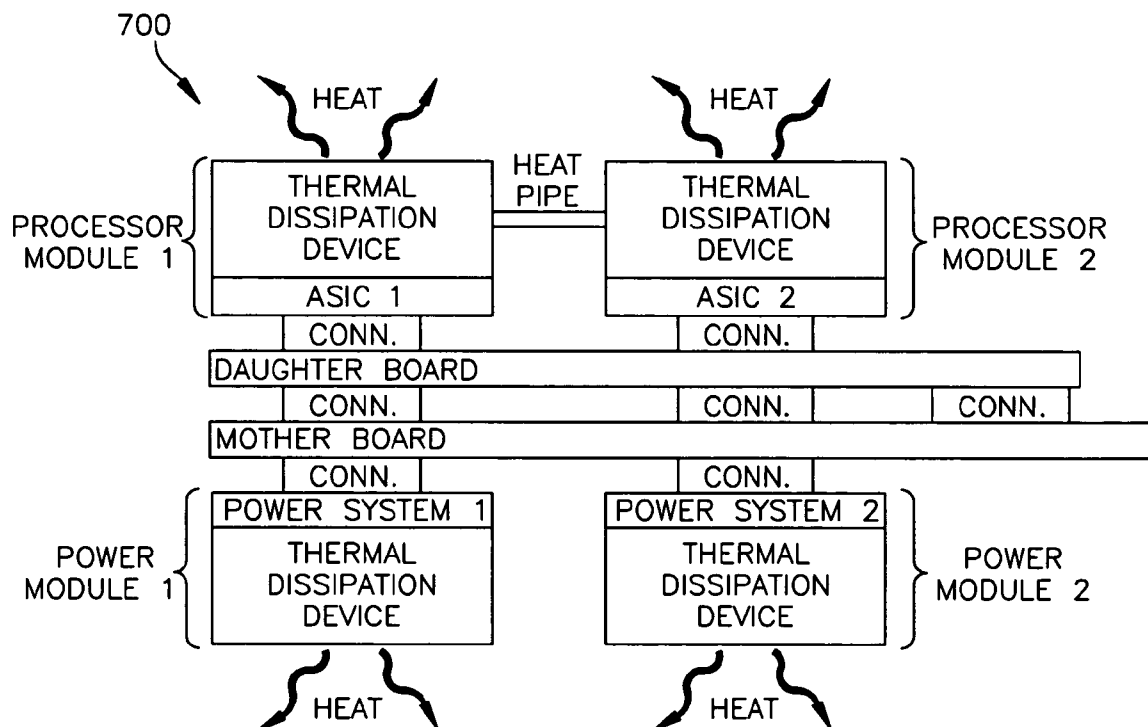 700
HEAT
HEAT
PROCESSOR
MODULE 1
THERMAL
DISSIPATION
DEVICE
HEAT
PIPE
THERMAL
DISSIPATION
DEVICE
PROCESSOR
MODULE 2
ASIC 1
ASIC 2
CONN.
CONN.
DAUGHTER BOARD
CONN.
CONN.
CONN.
MOTHER BOARD
CONN.
CONN.
POWER SYSTEM 1
POWER SYSTEM 2
POWER
MODULE 1
THERMAL
DISSIPATION
DEVICE
THERMAL
DISSIPATION
DEVICE
POWER
MODULE 2
HEAT
HEAT